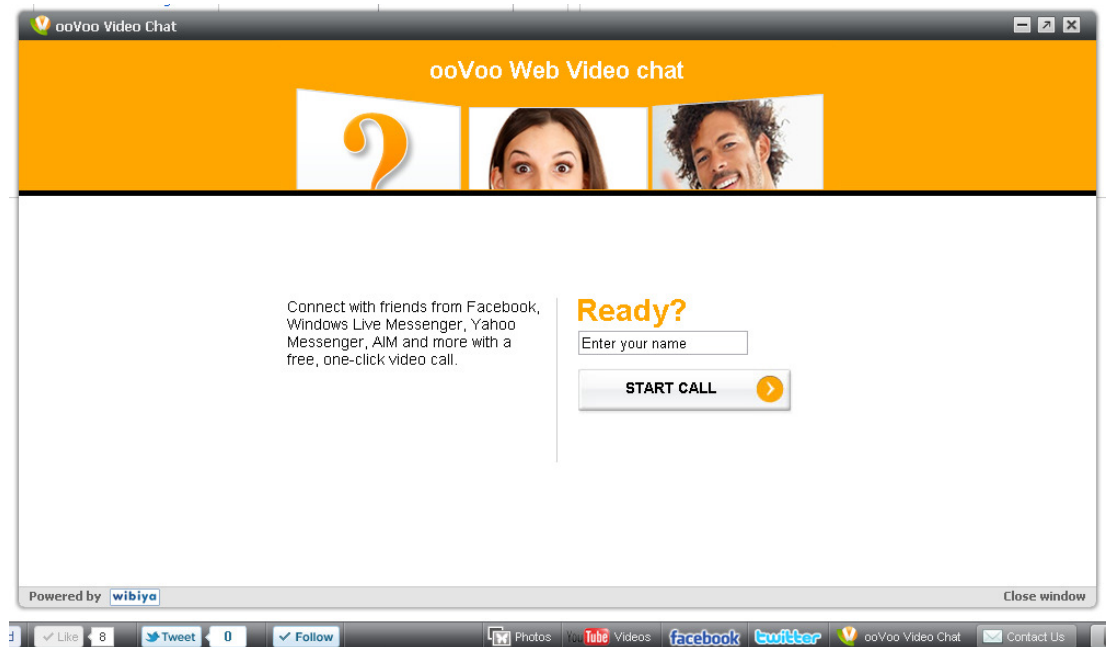 ooVoo Video Chat
ooVoo Web Video chat
?
Connect with friends from Facebook,
Windows Live Messenger, Yahoo
Messenger, AIM and more with a
free, one-click video call.
Ready?
Enter your name
START CALL
Powered by wibiya
Close window
Like 8 Tweet 0 Follow Photos YouTube Videos facebook twitter ooVoo Video Chat Contact Us